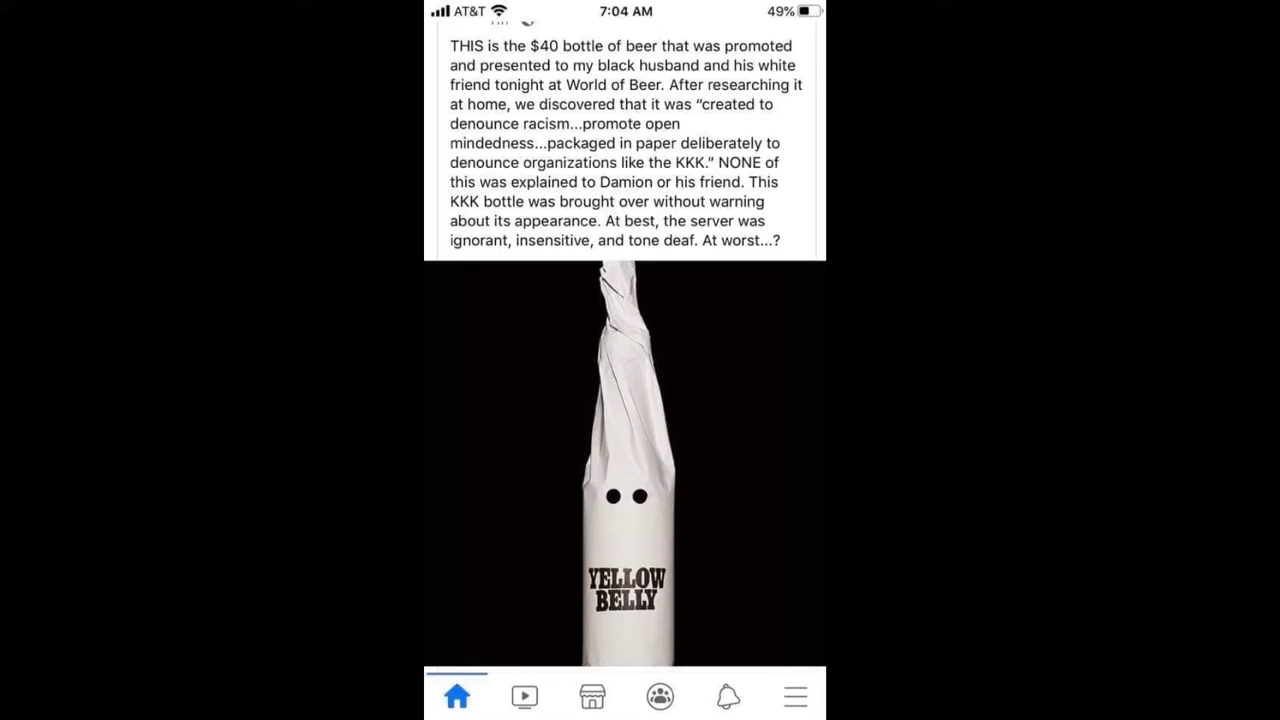 AT&T 7:04 AM 49%
THIS is the $40 bottle of beer that was promoted
and presented to my black husband and his white
friend tonight at World of Beer. After researching it
at home, we discovered that it was “created to
denounce racism...promote open
mindedness...packaged in paper deliberately to
denounce organizations like the KKK.” NONE of
this was explained to Damion or his friend. This
KKK bottle was brought over without warning
about its appearance. At best, the server was
ignorant, insensitive, and tone deaf. At worst...?
YELLOW
BELLY